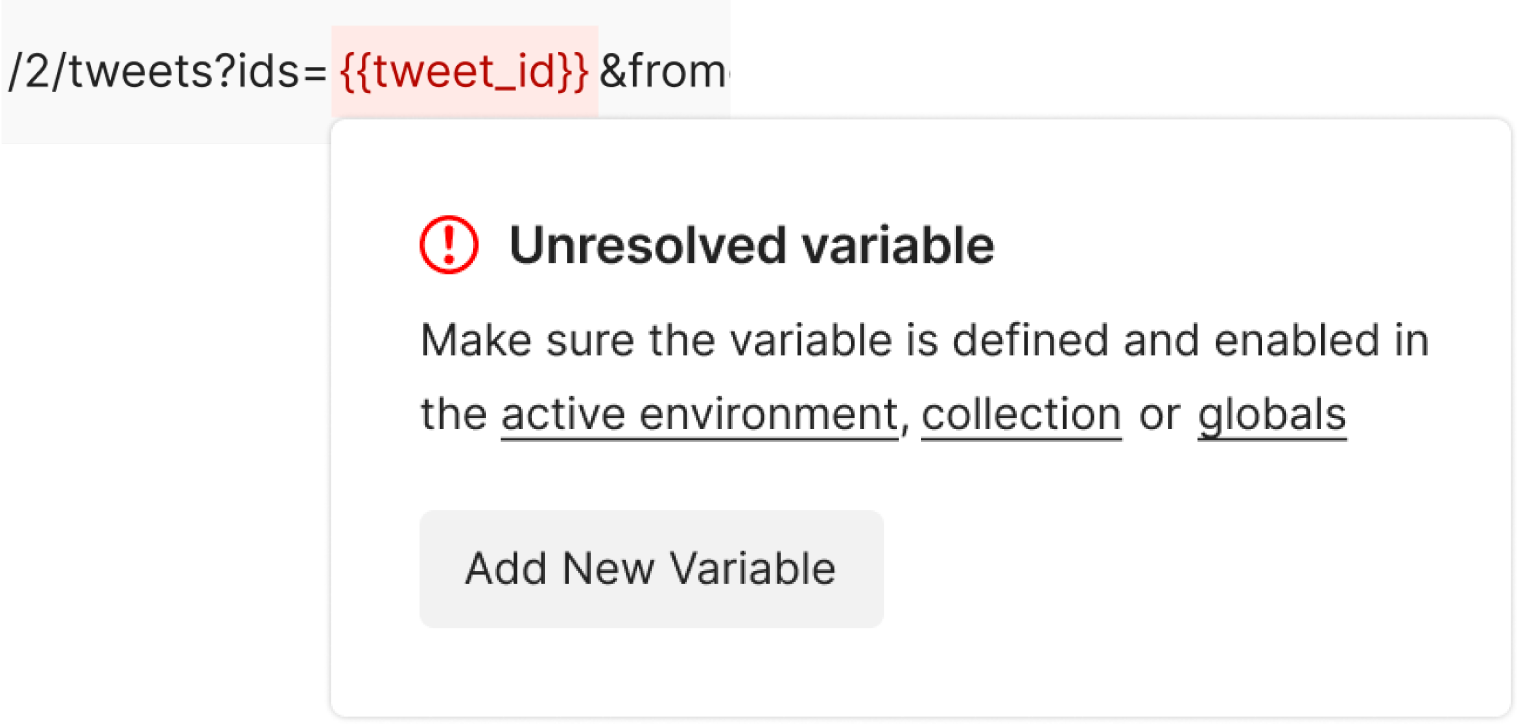 /2/tweets?ids={{tweet_id}}&from
Unresolved variable
Make sure the variable is defined and enabled in
the active environment, collection or globals
Add New Variable